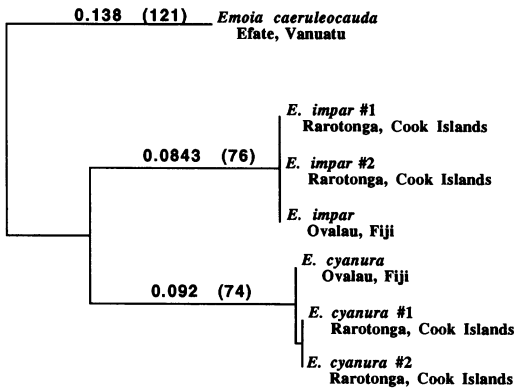 0.138 (121) Emoia caeruleocauda
Efate, Vanuatu
E. impar #1
Rarotonga, Cook Islands
0.0843 (76) E. impar #2
Rarotonga, Cook Islands
E. impar
Ovalau, Fiji
E. cyanura
Ovalau, Fiji
0.092 (74)
E. cyanura #1
Rarotonga, Cook Islands
E. cyanura #2
Rarotonga, Cook Islands